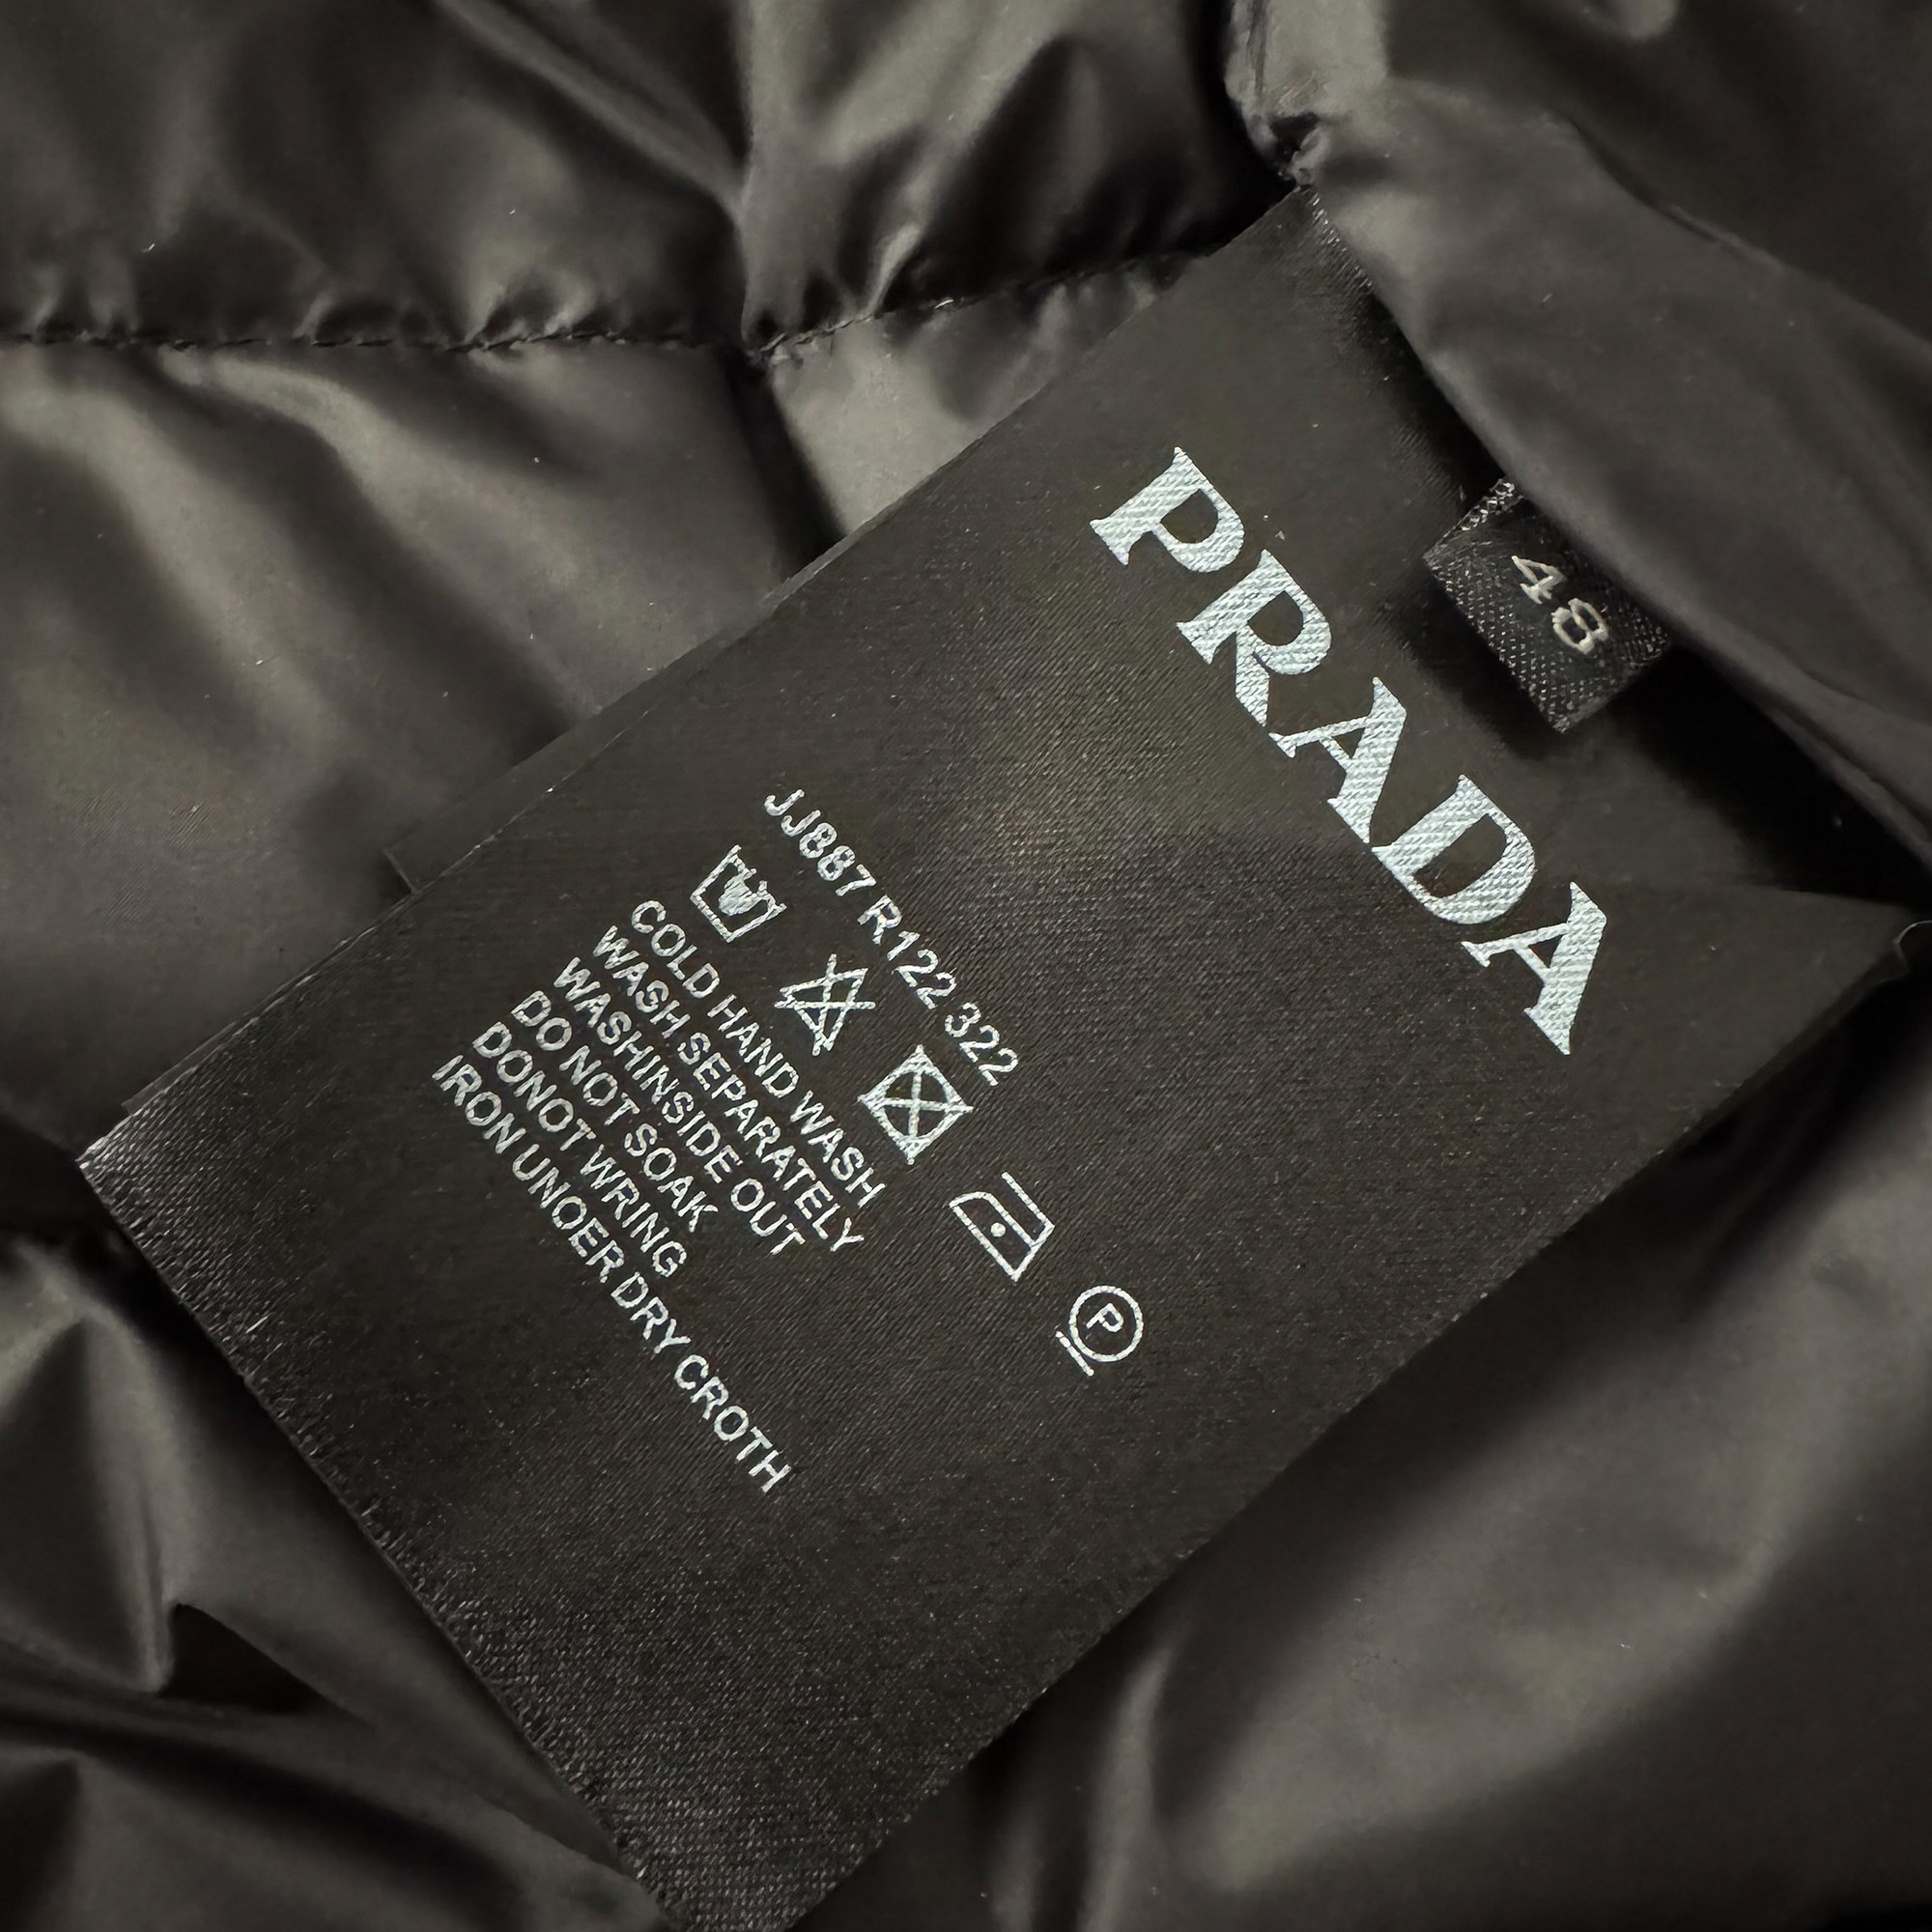 PRADA
48
JJ887 R122 322
P
COLD HAND WASH
WASH SEPARATELY
WASHINSIDE OUT
DO NOT SOAK
DONOT WRING
IRON UNOER DRY CROTH